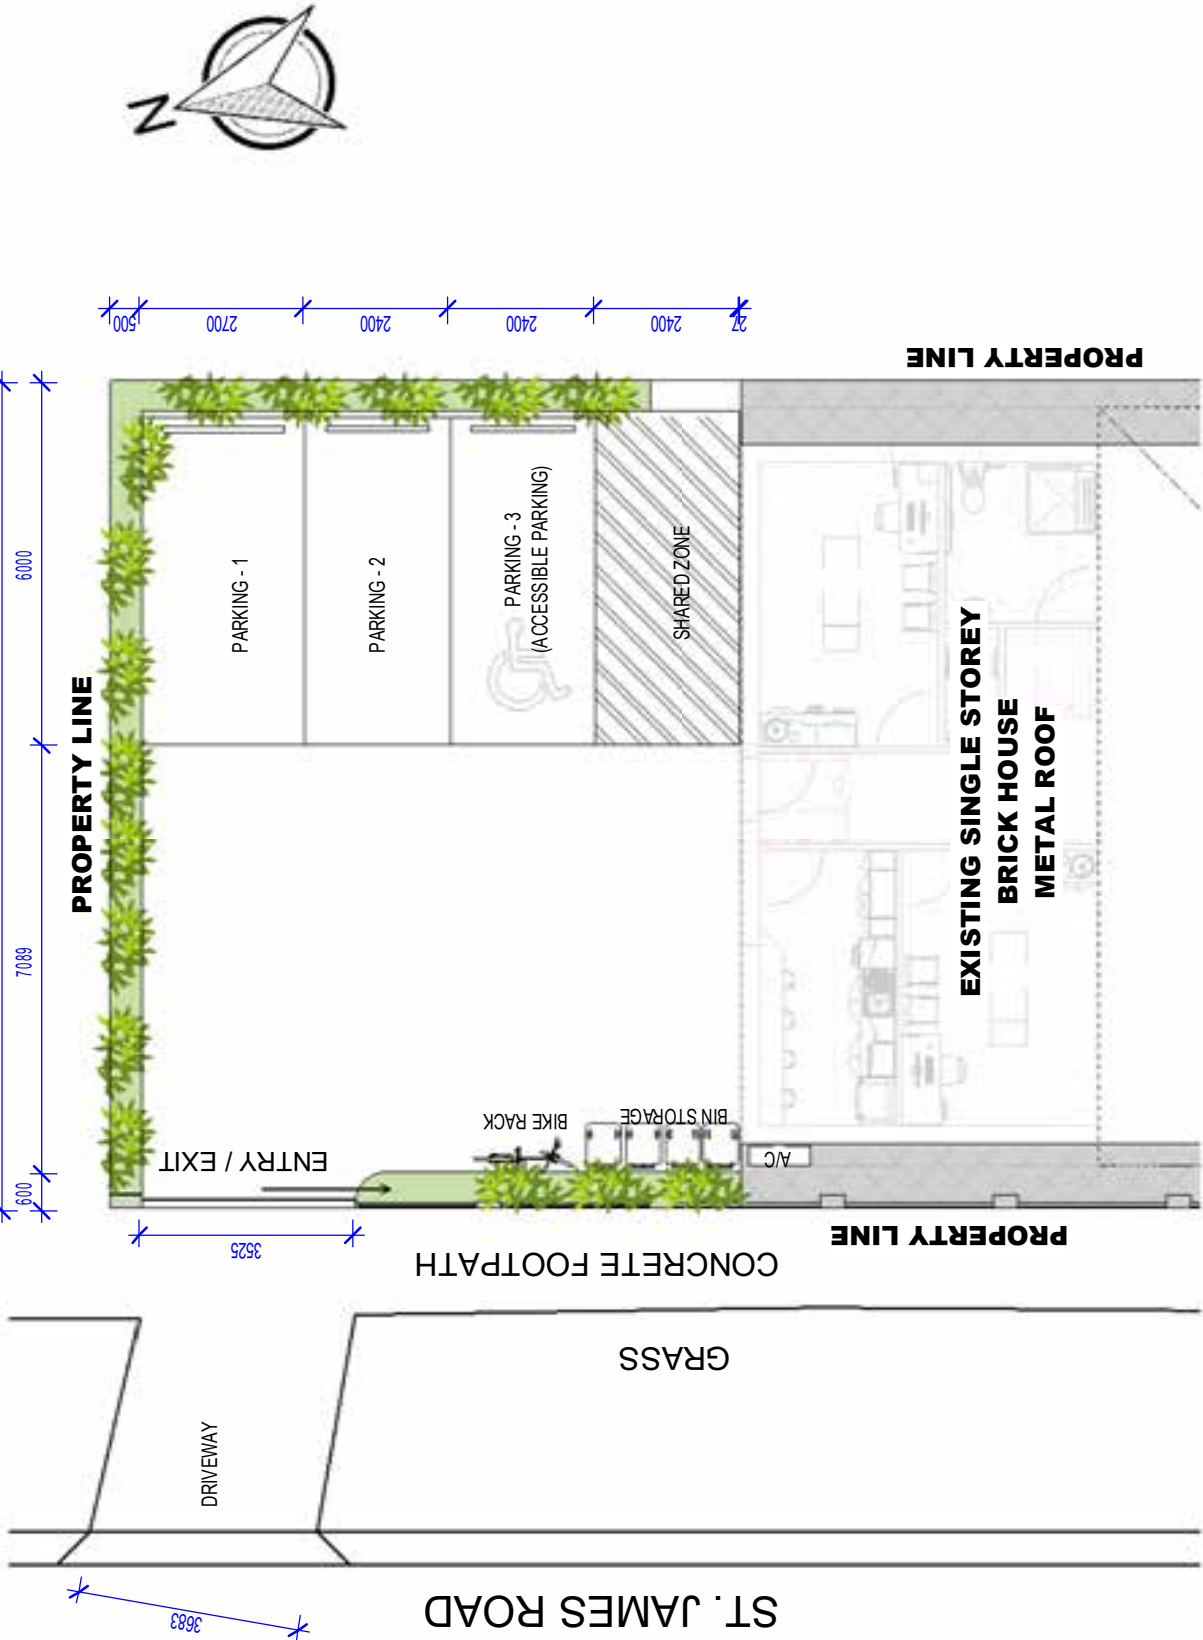 N
500
2700
2400
2400
2400
27
PROPERTY LINE
6000
7089
600
PROPERTY LINE
PARKING - 1
PARKING - 2
PARKING - 3
(ACCESSIBLE PARKING)
SHARED ZONE
EXISTING SINGLE STOREY
BRICK HOUSE
METAL ROOF
ENTRY / EXIT
BIKE RACK
BIN STORAGE
A/C
3525
CONCRETE FOOTPATH
PROPERTY LINE
GRASS
DRIVEWAY
3683
ST. JAMES ROAD